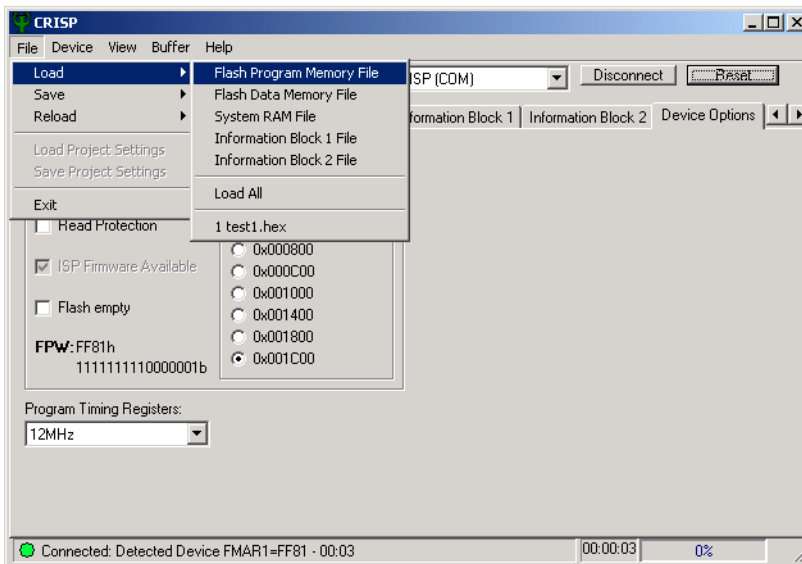 CRISP
File Device View Buffer Help
Load
Save
Reload
Load Project Settings
Save Project Settings
Exit
Flash Program Memory File
Flash Data Memory File
System RAM File
Information Block 1 File
Information Block 2 File
Load All
1 test1.hex
ISP (COM)
Disconnect
Reset
formation Block 1 Information Block 2 Device Options
Read Protection
ISP Firmware Available
Flash empty
FPW: FF81h
1111111110000001b
0x000800
0x000C00
0x001000
0x001400
0x001800
0x001C00
Program Timing Registers:
12MHz
Connected: Detected Device FMAR1=FF81 - 00:03 00:00:03 0%